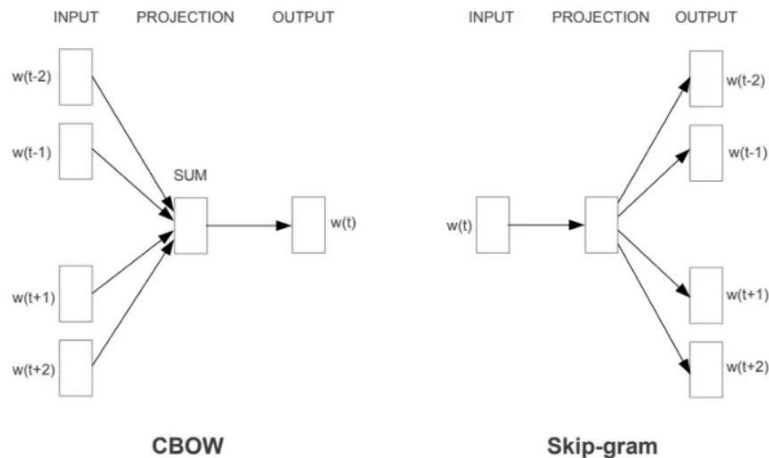 INPUT PROJECTION OUTPUT
w(t-2)
w(t-1)
SUM
w(t)
w(t+1)
w(t+2)
CBOW
INPUT PROJECTION OUTPUT
w(t-2)
w(t-1)
w(t)
w(t+1)
w(t+2)
Skip-gram